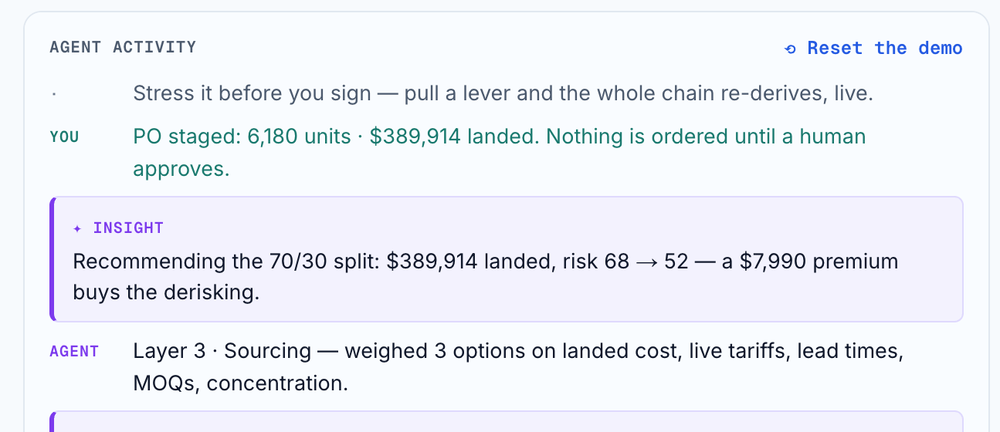 AGENT ACTIVITY
⟲ Reset the demo
· Stress it before you sign — pull a lever and the whole chain re-derives, live.
YOU PO staged: 6,180 units · $389,914 landed. Nothing is ordered until a human
approves.
✦ INSIGHT
Recommending the 70/30 split: $389,914 landed, risk 68 → 52 — a $7,990 premium
buys the derisking.
AGENT Layer 3 · Sourcing — weighed 3 options on landed cost, live tariffs, lead times,
MOQs, concentration.